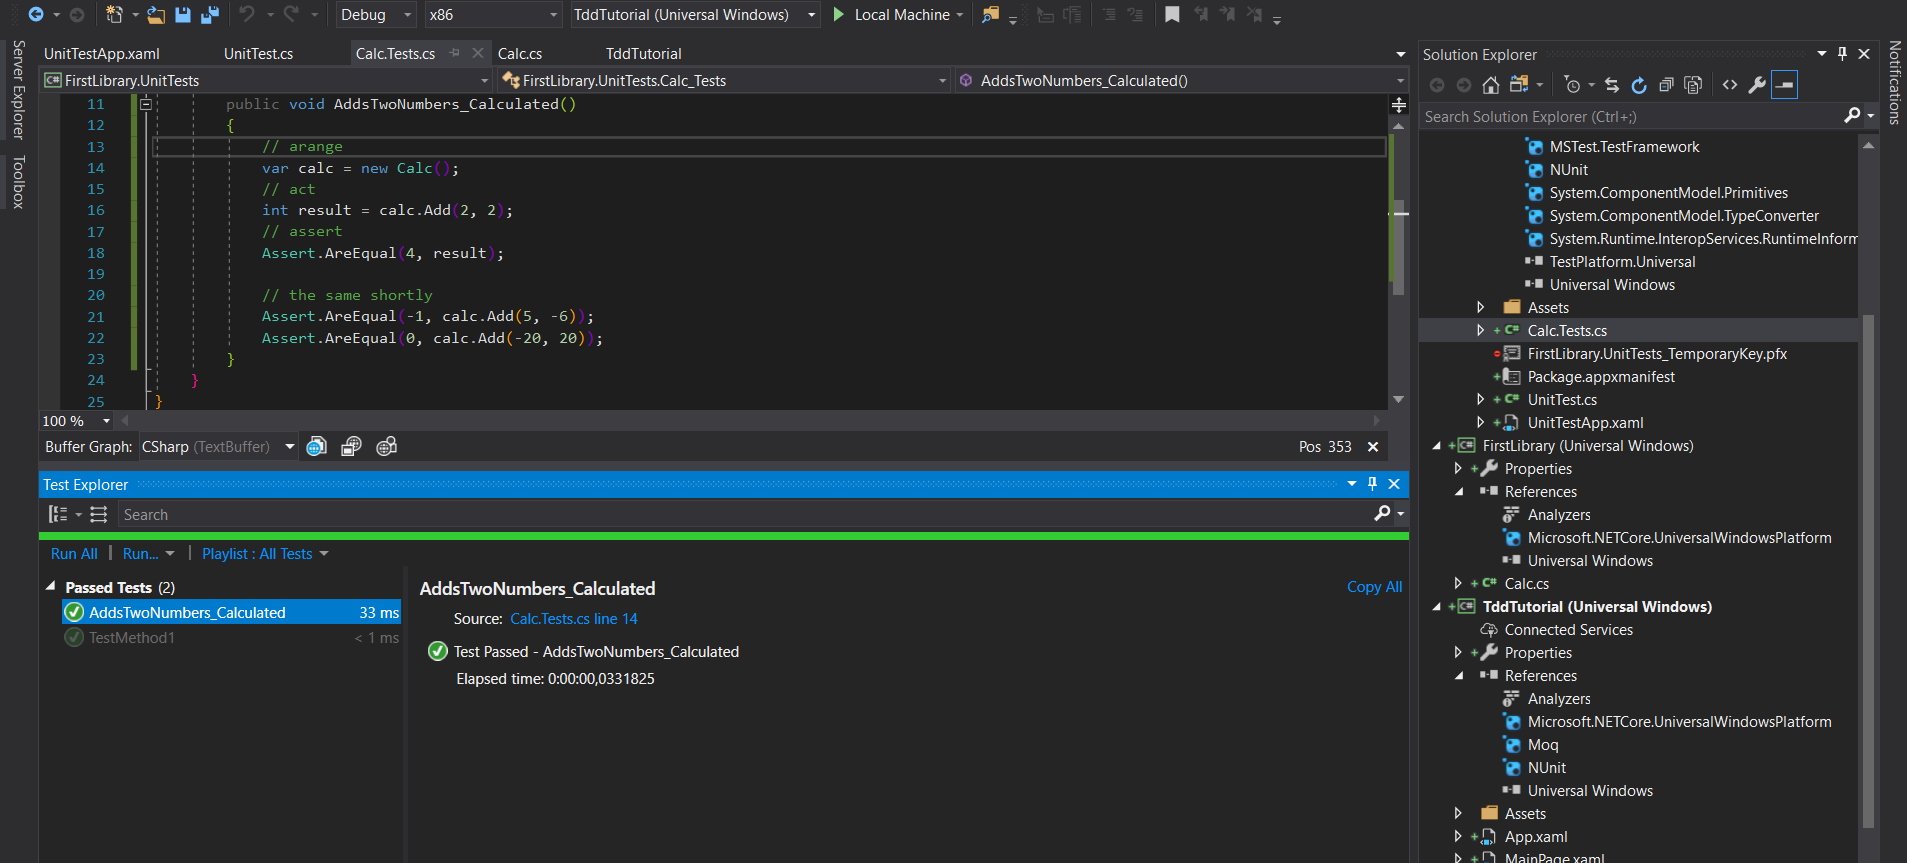 Debug
x86
TddTutorial (Universal Windows)
Local Machine
Server Explorer
Toolbox
UnitTestApp.xaml
UnitTest.cs
Calc.Tests.cs
Calc.cs
TddTutorial
FirstLibrary.UnitTests
FirstLibrary.UnitTests.Calc_Tests
AddsTwoNumbers_Calculated()
11 public void AddsTwoNumbers_Calculated()
12 {
13 // arange
14 var calc = new Calc();
15 // act
16 int result = calc.Add(2, 2);
17 // assert
18 Assert.AreEqual(4, result);
19
20 // the same shortly
21 Assert.AreEqual(-1, calc.Add(5, -6));
22 Assert.AreEqual(0, calc.Add(-20, 20));
23 }
24 }
25 }
100 %
Buffer Graph: CSharp (TextBuffer)
Pos 353
Test Explorer
Search
Run All | Run... | Playlist : All Tests
Passed Tests (2)
AddsTwoNumbers_Calculated 33 ms
TestMethod1 < 1 ms
AddsTwoNumbers_Calculated
Copy All
Source: Calc.Tests.cs line 14
Test Passed - AddsTwoNumbers_Calculated
Elapsed time: 0:00:00,0331825
Solution Explorer
Search Solution Explorer (Ctrl+;)
MSTest.TestFramework
NUnit
System.ComponentModel.Primitives
System.ComponentModel.TypeConverter
System.Runtime.InteropServices.RuntimeInform
TestPlatform.Universal
Universal Windows
Assets
C# Calc.Tests.cs
FirstLibrary.UnitTests_TemporaryKey.pfx
Package.appxmanifest
C# UnitTest.cs
UnitTestApp.xaml
C# FirstLibrary (Universal Windows)
Properties
References
Analyzers
Microsoft.NETCore.UniversalWindowsPlatform
Universal Windows
C# Calc.cs
C# TddTutorial (Universal Windows)
Connected Services
Properties
References
Analyzers
Microsoft.NETCore.UniversalWindowsPlatform
Moq
NUnit
Universal Windows
Assets
App.xaml
MainPage.xaml
Notifications